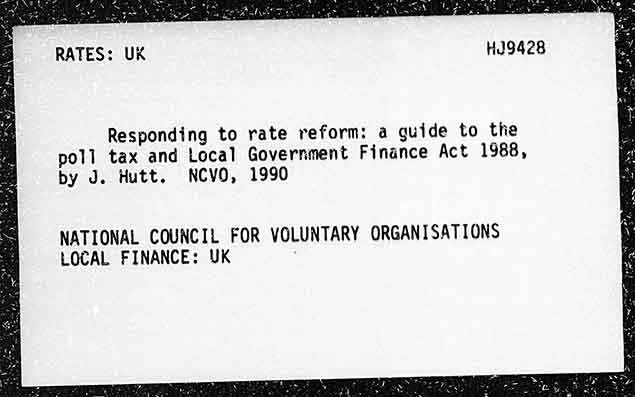 RATES: UK HJ9428
Responding to rate reform: a guide to the
poll tax and Local Government Finance Act 1988,
by J. Hutt. NCVO, 1990
NATIONAL COUNCIL FOR VOLUNTARY ORGANISATIONS
LOCAL FINANCE: UK